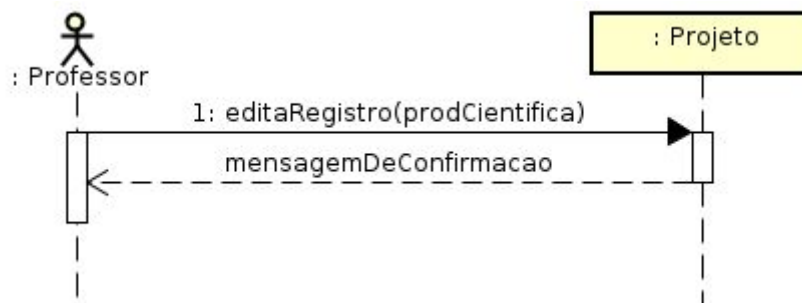 : Professor
: Projeto
1: editaRegistro(prodCientifica)
mensagemDeConfirmacao